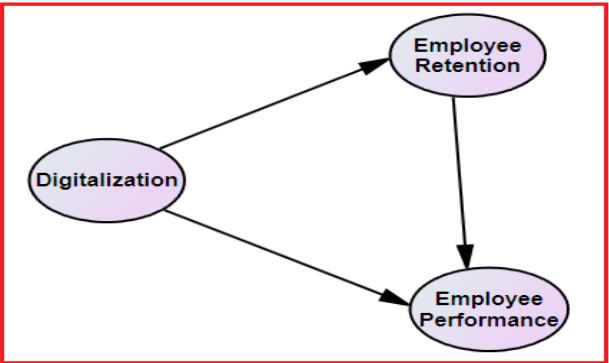 Employee
Retention
Digitalization
Employee
Performance